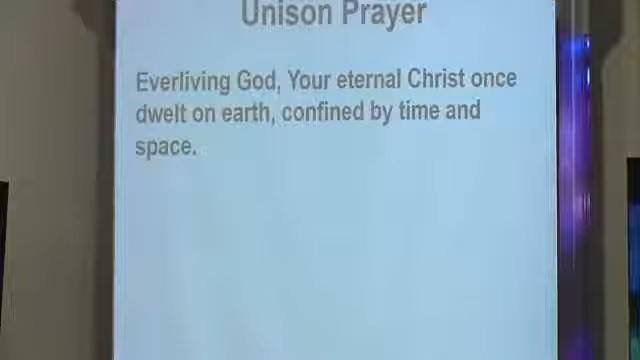 Unison Prayer
Everliving God, Your eternal Christ once
dwelt on earth, confined by time and
space.